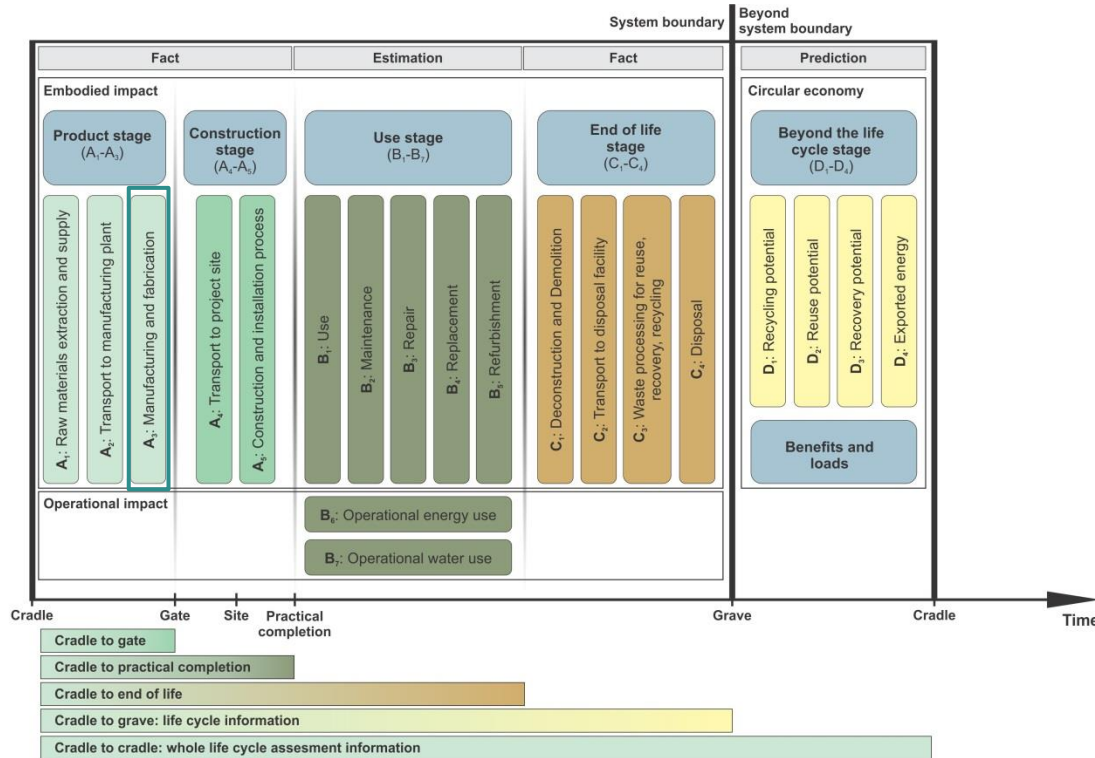 System boundary
Beyond
system boundary
Fact
Estimation
Fact
Prediction
Embodied impact
Circular economy
Product stage
(A₁-A₃)
Construction
stage
(A₄-A₅)
Use stage
(B₁-B₇)
End of life
stage
(C₁-C₄)
Beyond the life
cycle stage
(D₁-D₄)
A₁: Raw materials extraction and supply
A₂: Transport to manufacturing plant
A₃: Manufacturing and fabrication
A₄: Transport to project site
A₅: Construction and installation process
B₁: Use
B₂: Maintenance
B₃: Repair
B₄: Replacement
B₅: Refurbishment
C₁: Deconstruction and Demolition
C₂: Transport to disposal facility
C₃: Waste processing for reuse,
recovery, recycling
C₄: Disposal
D₁: Recycling potential
D₂: Reuse potential
D₃: Recovery potential
D₄: Exported energy
Benefits and
loads
Operational impact
B₆: Operational energy use
B₇: Operational water use
Cradle
Gate
Site
Practical
completion
Grave
Cradle
Time
Cradle to gate
Cradle to practical completion
Cradle to end of life
Cradle to grave: life cycle information
Cradle to cradle: whole life cycle assesment information